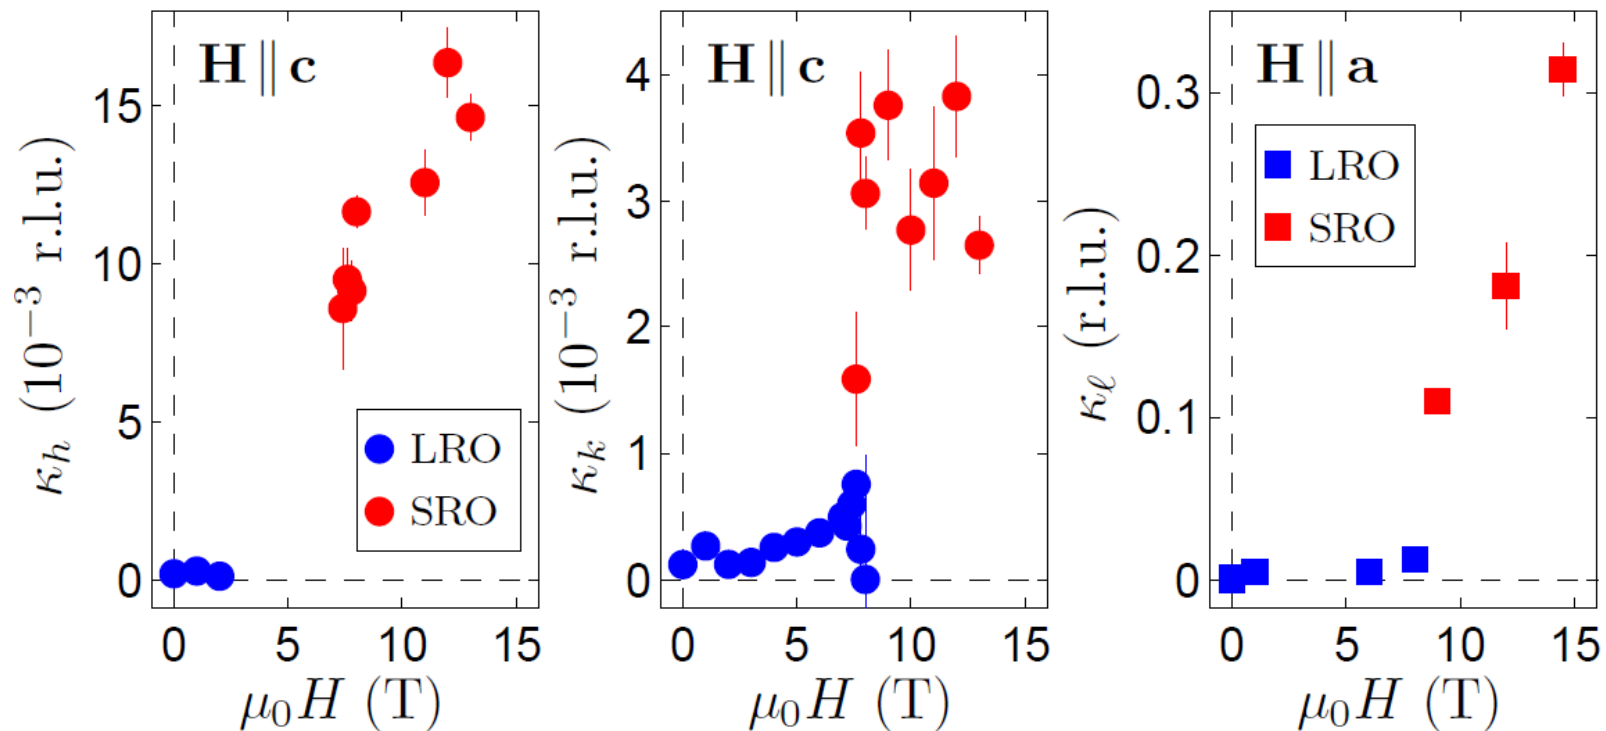 κh (10−3 r.l.u.)
15
10
5
0
H ∥ c
LRO
SRO
0 5 10 15
μ0H (T)
κk (10−3 r.l.u.)
4
3
2
1
0
H ∥ c
0 5 10 15
μ0H (T)
κℓ (r.l.u.)
0.3
0.2
0.1
0
H ∥ a
LRO
SRO
0 5 10 15
μ0H (T)